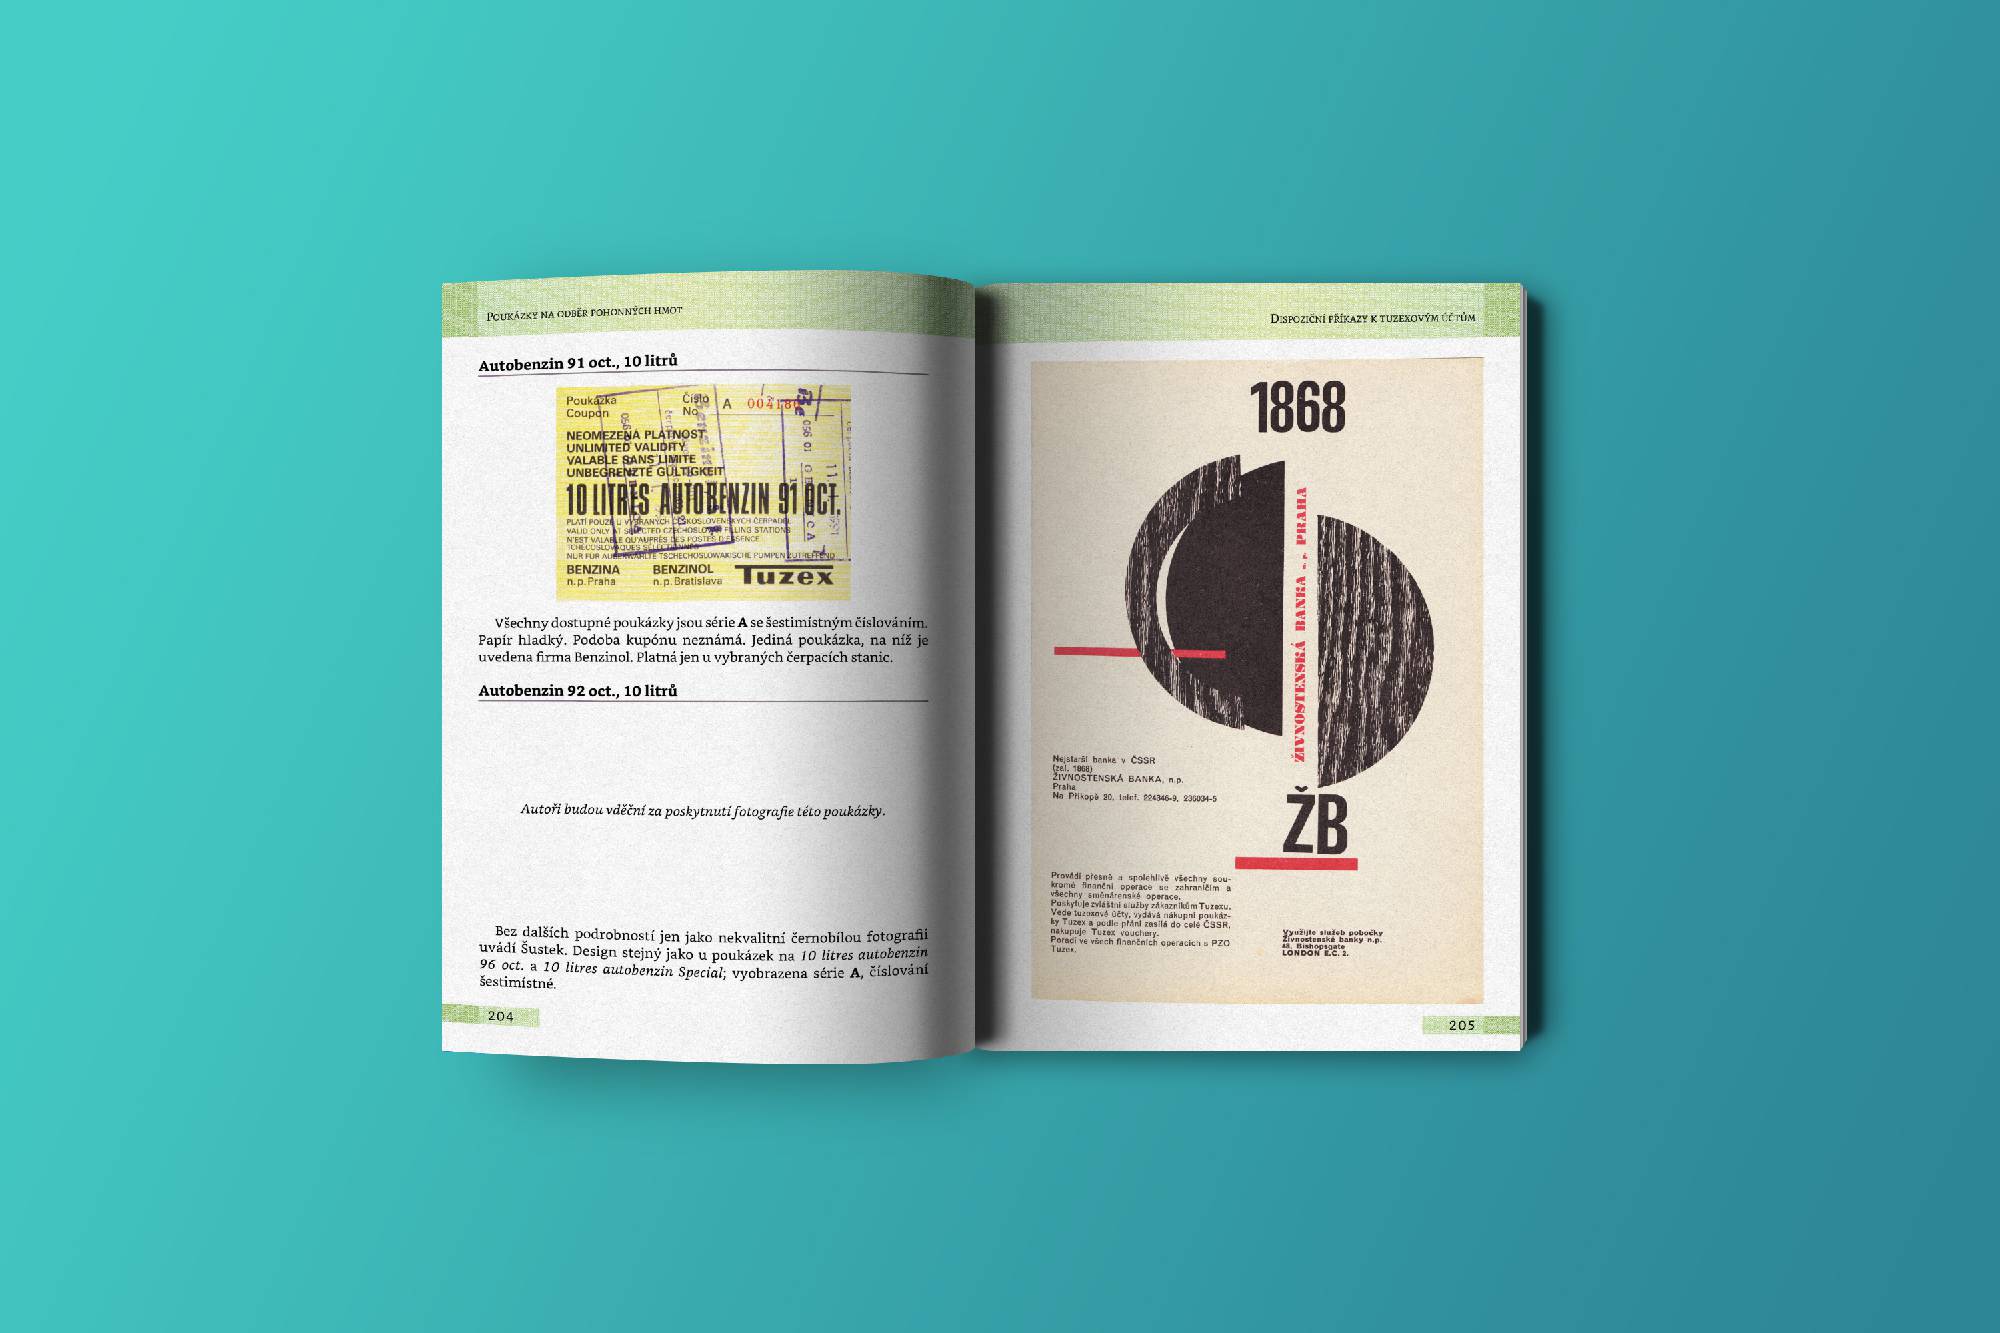 Poukázky na odběr pohonných hmot
Autobenzin 91 oct., 10 litrů
Poukázka
Coupon
Číslo
No
A 004180
NEOMEZENÁ PLATNOST
UNLIMITED VALIDITY
VALABLE SANS LIMITE
UNBEGRENZTE GÜLTIGKEIT
10 LITRES AUTOBENZIN 91 OCT.
PLATÍ POUZE U VYBRANÝCH ČESKOSLOVENSKÝCH ČERPADEL
VALID ONLY AT SELECTED CZECHOSLOVAK FILLING STATIONS
N'EST VALABLE QU'AUPRÈS DES POSTES D'ESSENCE
TCHÉCOSLOVAQUES SÉLECTIONNÉS
NUR FÜR AUSERWÄHLTE TSCHECHOSLOWAKISCHE PUMPEN ZUTREFFEND
BENZINA
n.p. Praha
BENZINOL
n.p. Bratislava
Tuzex
Všechny dostupné poukázky jsou série A se šestimístným číslováním.
Papír hladký. Podoba kupónu neznámá. Jediná poukázka, na níž je
uvedena firma Benzinol. Platná jen u vybraných čerpacích stanic.
Autobenzin 92 oct., 10 litrů
Autoři budou vděční za poskytnutí fotografie této poukázky.
Bez dalších podrobností jen jako nekvalitní černobílou fotografii
uvádí Šustek. Design stejný jako u poukázek na 10 litres autobenzin
96 oct. a 10 litres autobenzin Special; vyobrazena série A, číslování
šestimístné.
204
Dispoziční příkazy k tuzexovým účtům
1868
ŽIVNOSTENSKÁ BANKA n. p. PRAHA
Nejstarší banka v ČSSR
(zal. 1868)
ŽIVNOSTENSKÁ BANKA, n.p.
Praha
Na Příkopě 20, telef. 224346-9, 236034-5
ŽB
Provádí přesně a spolehlivě všechny sou-
kromé finanční operace se zahraničím a
všechny směnárenské operace.
Poskytuje zvláštní služby zákazníkům Tuzexu.
Vede tuzexové účty, vydává nákupní poukáz-
ky Tuzex a podle přání zasílá do celé ČSSR,
nakupuje Tuzex vouchery.
Poradí ve všech finančních operacích s PZO
Tuzex.
Využijte služeb pobočky
Živnostenské banky n.p.
48, Bishopsgate
LONDON E.C. 2.
205